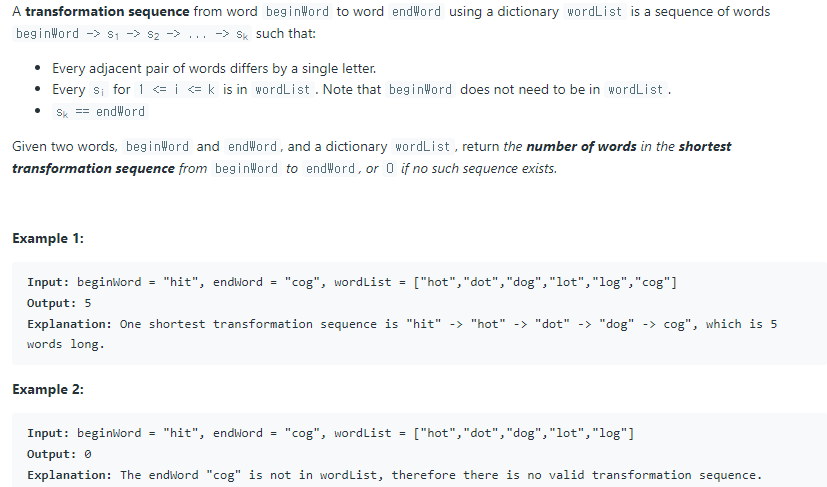 A transformation sequence from word beginWord to word endWord using a dictionary wordList is a sequence of words
beginWord -> s1 -> s2 -> ... -> sk such that:
• Every adjacent pair of words differs by a single letter.
• Every si for 1 <= i <= k is in wordList . Note that beginWord does not need to be in wordList .
• sk == endWord
Given two words, beginWord and endWord , and a dictionary wordList , return the number of words in the shortest
transformation sequence from beginWord to endWord , or 0 if no such sequence exists.
Example 1:
Input: beginWord = "hit", endWord = "cog", wordList = ["hot","dot","dog","lot","log","cog"]
Output: 5
Explanation: One shortest transformation sequence is "hit" -> "hot" -> "dot" -> "dog" -> cog", which is 5
words long.
Example 2:
Input: beginWord = "hit", endWord = "cog", wordList = ["hot","dot","dog","lot","log"]
Output: 0
Explanation: The endWord "cog" is not in wordList, therefore there is no valid transformation sequence.